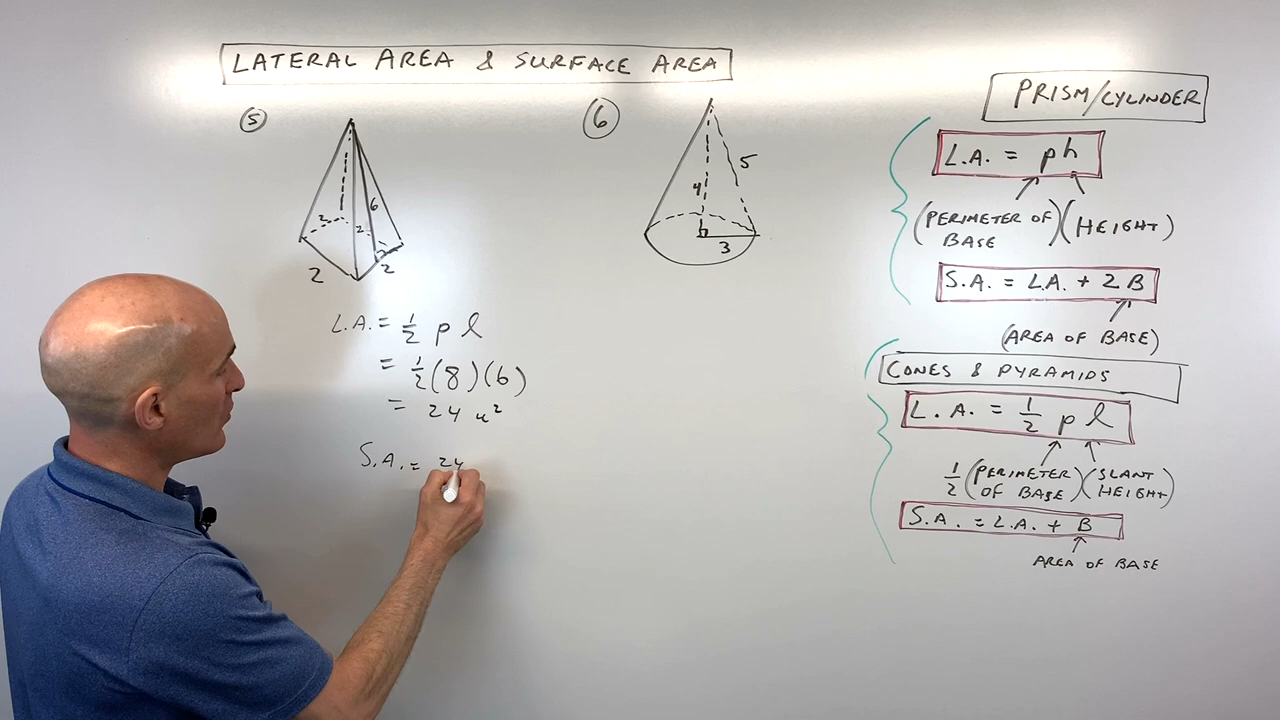 LATERAL AREA & SURFACE AREA
5
6
2
2
2
2
6
4
5
3
L.A. = 1/2 p l
= 1/2 (8)(6)
= 24 u²
S.A. = 24
PRISM/CYLINDER
L.A. = ph
(PERIMETER OF BASE) (HEIGHT)
S.A. = L.A. + 2B
(AREA OF BASE)
CONES & PYRAMIDS
L.A. = 1/2 p l
1/2 (PERIMETER OF BASE) (SLANT HEIGHT)
S.A. = L.A. + B
AREA OF BASE